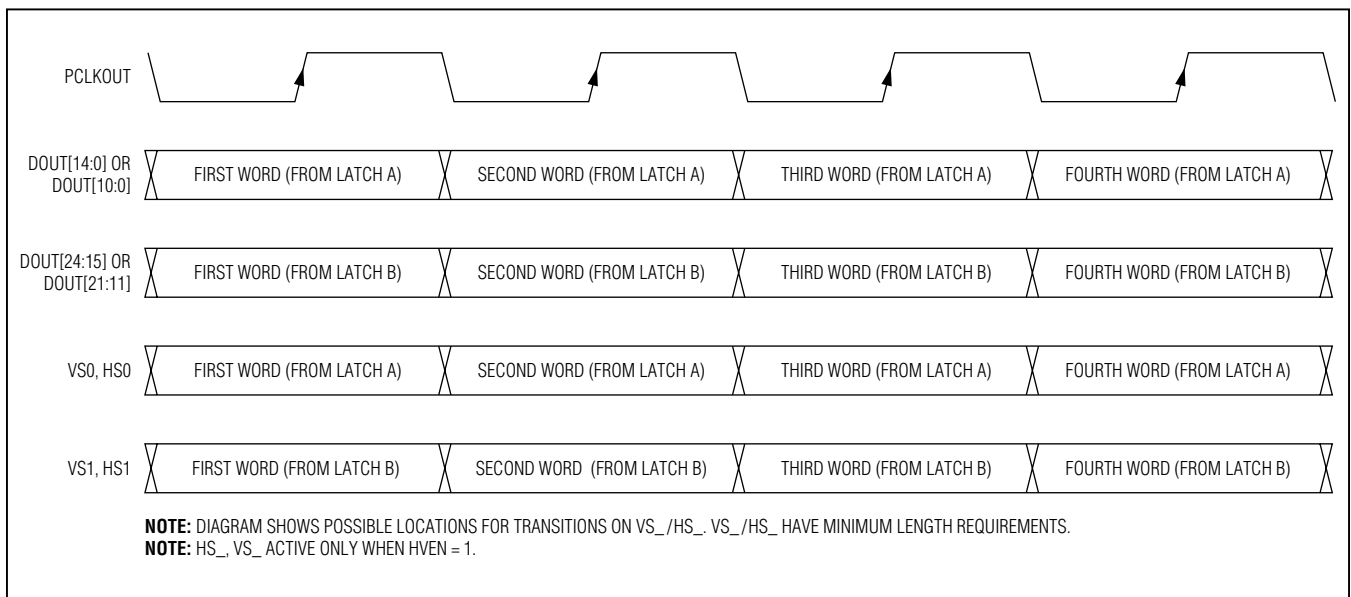 PCLKOUT
DOUT[14:0] OR
DOUT[10:0]
FIRST WORD (FROM LATCH A)
SECOND WORD (FROM LATCH A)
THIRD WORD (FROM LATCH A)
FOURTH WORD (FROM LATCH A)
DOUT[24:15] OR
DOUT[21:11]
FIRST WORD (FROM LATCH B)
SECOND WORD (FROM LATCH B)
THIRD WORD (FROM LATCH B)
FOURTH WORD (FROM LATCH B)
VS0, HS0
FIRST WORD (FROM LATCH A)
SECOND WORD (FROM LATCH A)
THIRD WORD (FROM LATCH A)
FOURTH WORD (FROM LATCH A)
VS1, HS1
FIRST WORD (FROM LATCH B)
SECOND WORD (FROM LATCH B)
THIRD WORD (FROM LATCH B)
FOURTH WORD (FROM LATCH B)
NOTE: DIAGRAM SHOWS POSSIBLE LOCATIONS FOR TRANSITIONS ON VS_/HS_. VS_/HS_ HAVE MINIMUM LENGTH REQUIREMENTS.
NOTE: HS_, VS_ ACTIVE ONLY WHEN HVEN = 1.